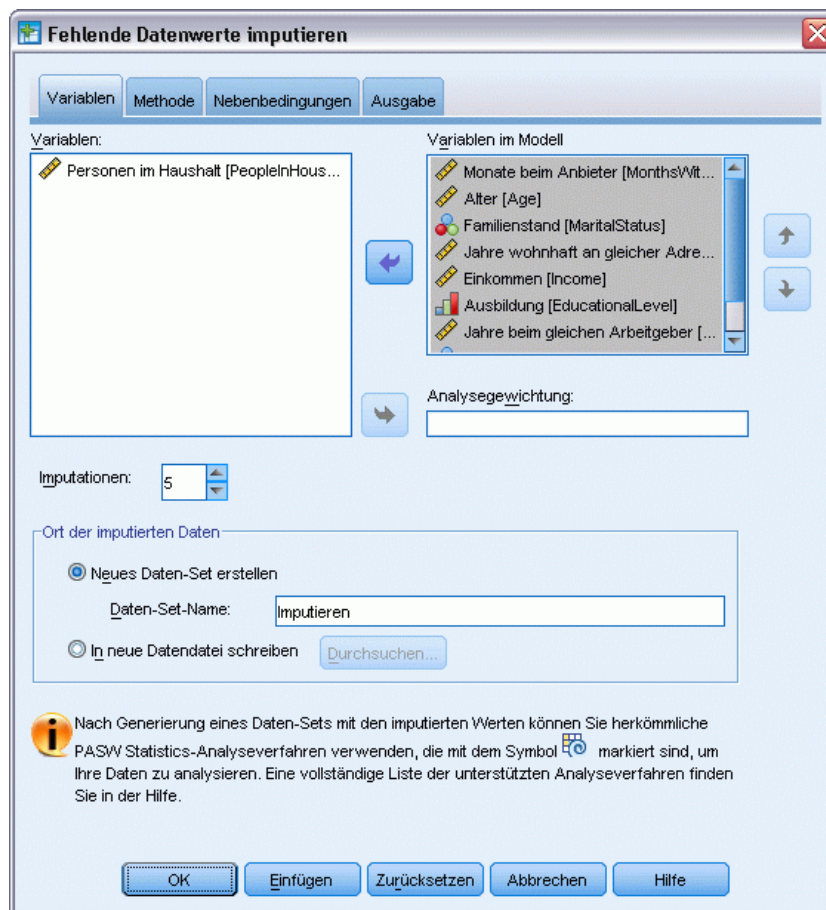 Fehlende Datenwerte imputieren
Variablen
Methode
Nebenbedingungen
Ausgabe
Variablen:
Personen im Haushalt [PeopleInHous...
Variablen im Modell
Monate beim Anbieter [MonthsWit...
Alter [Age]
Familienstand [MaritalStatus]
Jahre wohnhaft an gleicher Adre...
Einkommen [Income]
Ausbildung [EducationalLevel]
Jahre beim gleichen Arbeitgeber [...
Analysegewichtung:
Imputationen:
5
Ort der imputierten Daten
Neues Daten-Set erstellen
Daten-Set-Name:
Imputieren
In neue Datendatei schreiben
Durchsuchen...
Nach Generierung eines Daten-Sets mit den imputierten Werten können Sie herkömmliche
PASW Statistics-Analyseverfahren verwenden, die mit dem Symbol markiert sind, um
Ihre Daten zu analysieren. Eine vollständige Liste der unterstützten Analyseverfahren finden
Sie in der Hilfe.
OK
Einfügen
Zurücksetzen
Abbrechen
Hilfe